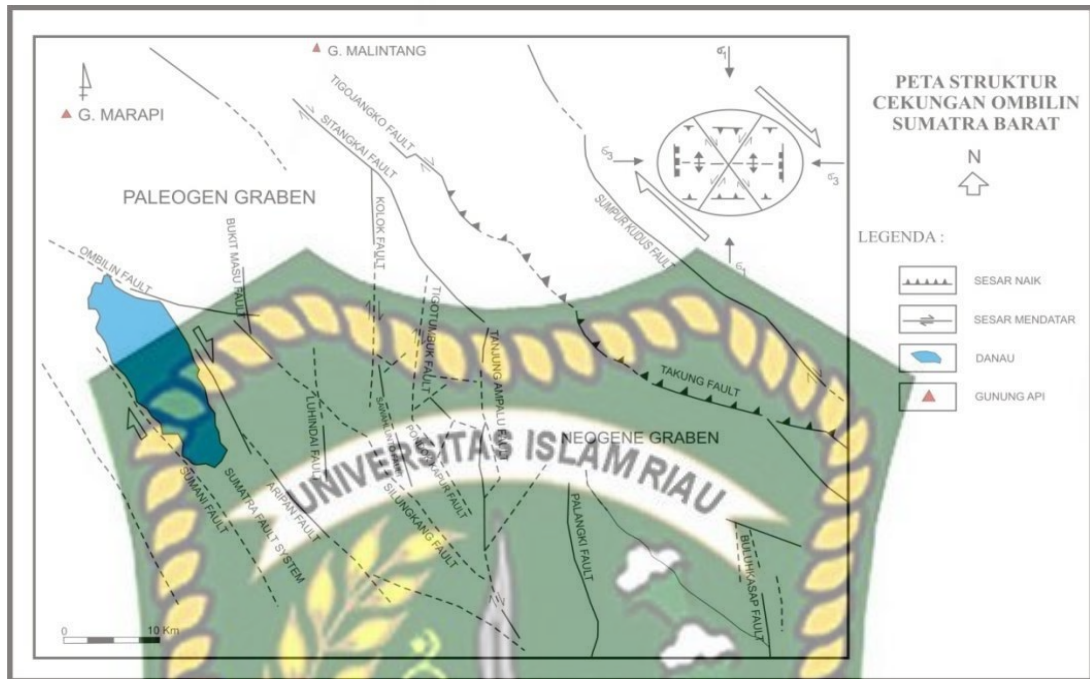 G. MALINTANG
G. MARAPI
TIGOJANGKO FAULT
SITANGKAI FAULT
PALEOGEN GRABEN
KOLOK FAULT
BUKIT MASU FAULT
OMBILIN FAULT
TIGOTUMBUK FAULT
TANJUNG AMPALU FAULT
SUMPUR KUDUS FAULT
TAKUNG FAULT
NEOGENE GRABEN
LUHINDAI FAULT
SILUNGKANG FAULT
SUMANI FAULT
SUMATRA FAULT SYSTEM
ARIPAN FAULT
PALANGKI FAULT
BULUHKASAP FAULT
UNIVERSITAS ISLAM RIAU
0 10 Km
σ1
σ3
σ3
σ1
PETA STRUKTUR
CEKUNGAN OMBILIN
SUMATRA BARAT
N
LEGENDA :
SESAR NAIK
SESAR MENDATAR
DANAU
GUNUNG API